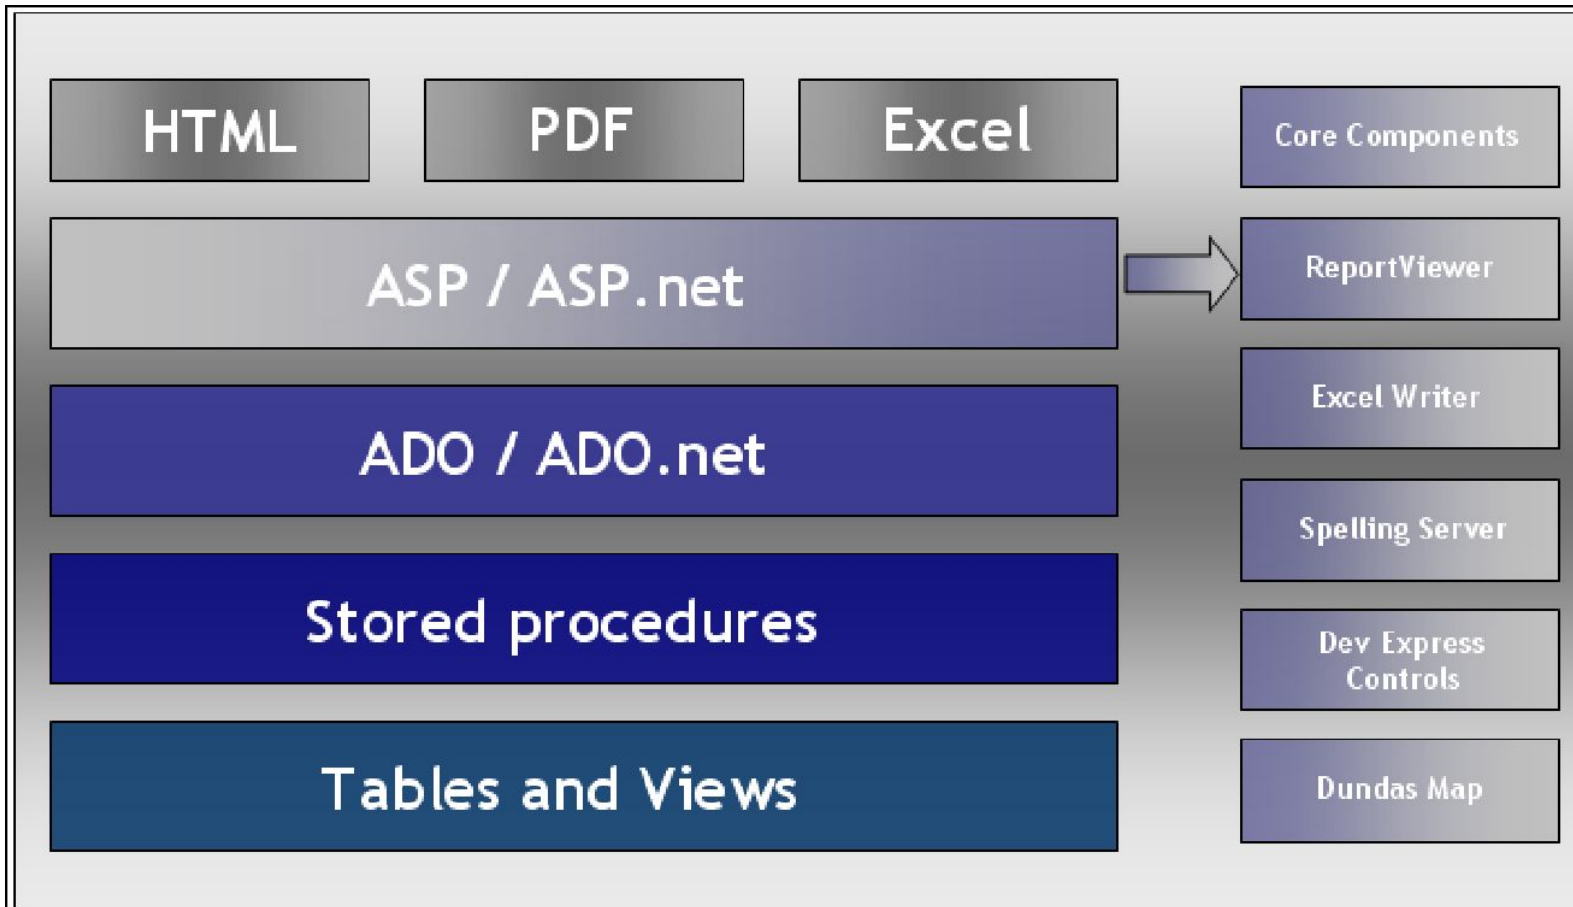 HTML
PDF
Excel
ASP / ASP.net
ADO / ADO.net
Stored procedures
Tables and Views
Core Components
ReportViewer
Excel Writer
Spelling Server
Dev Express
Controls
Dundas Map